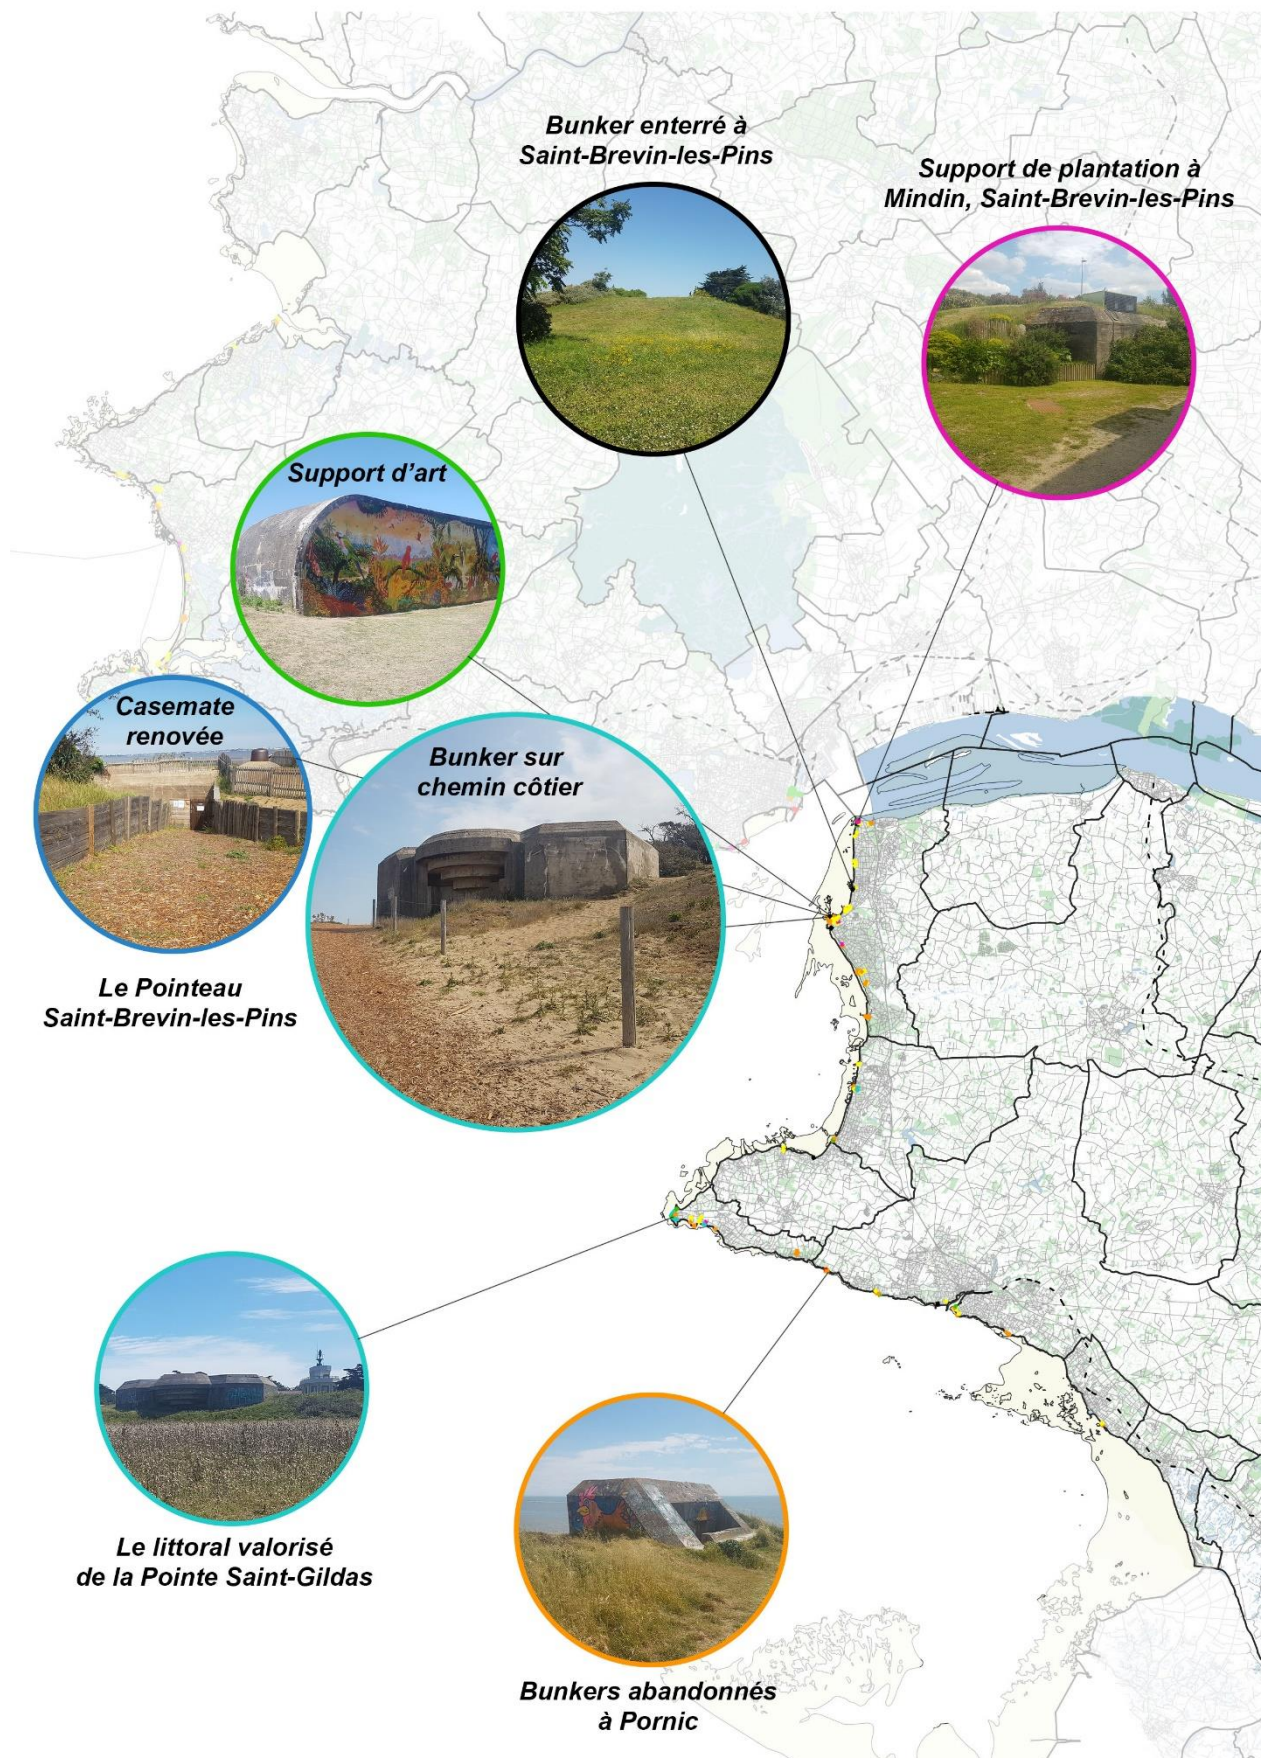 Bunker enterré à
Saint-Brevin-les-Pins
Support de plantation à
Mindin, Saint-Brevin-les-Pins
Support d'art
Casemate
renovée
Bunker sur
chemin côtier
Le Pointeau
Saint-Brevin-les-Pins
Le littoral valorisé
de la Pointe Saint-Gildas
Bunkers abandonnés
à Pornic